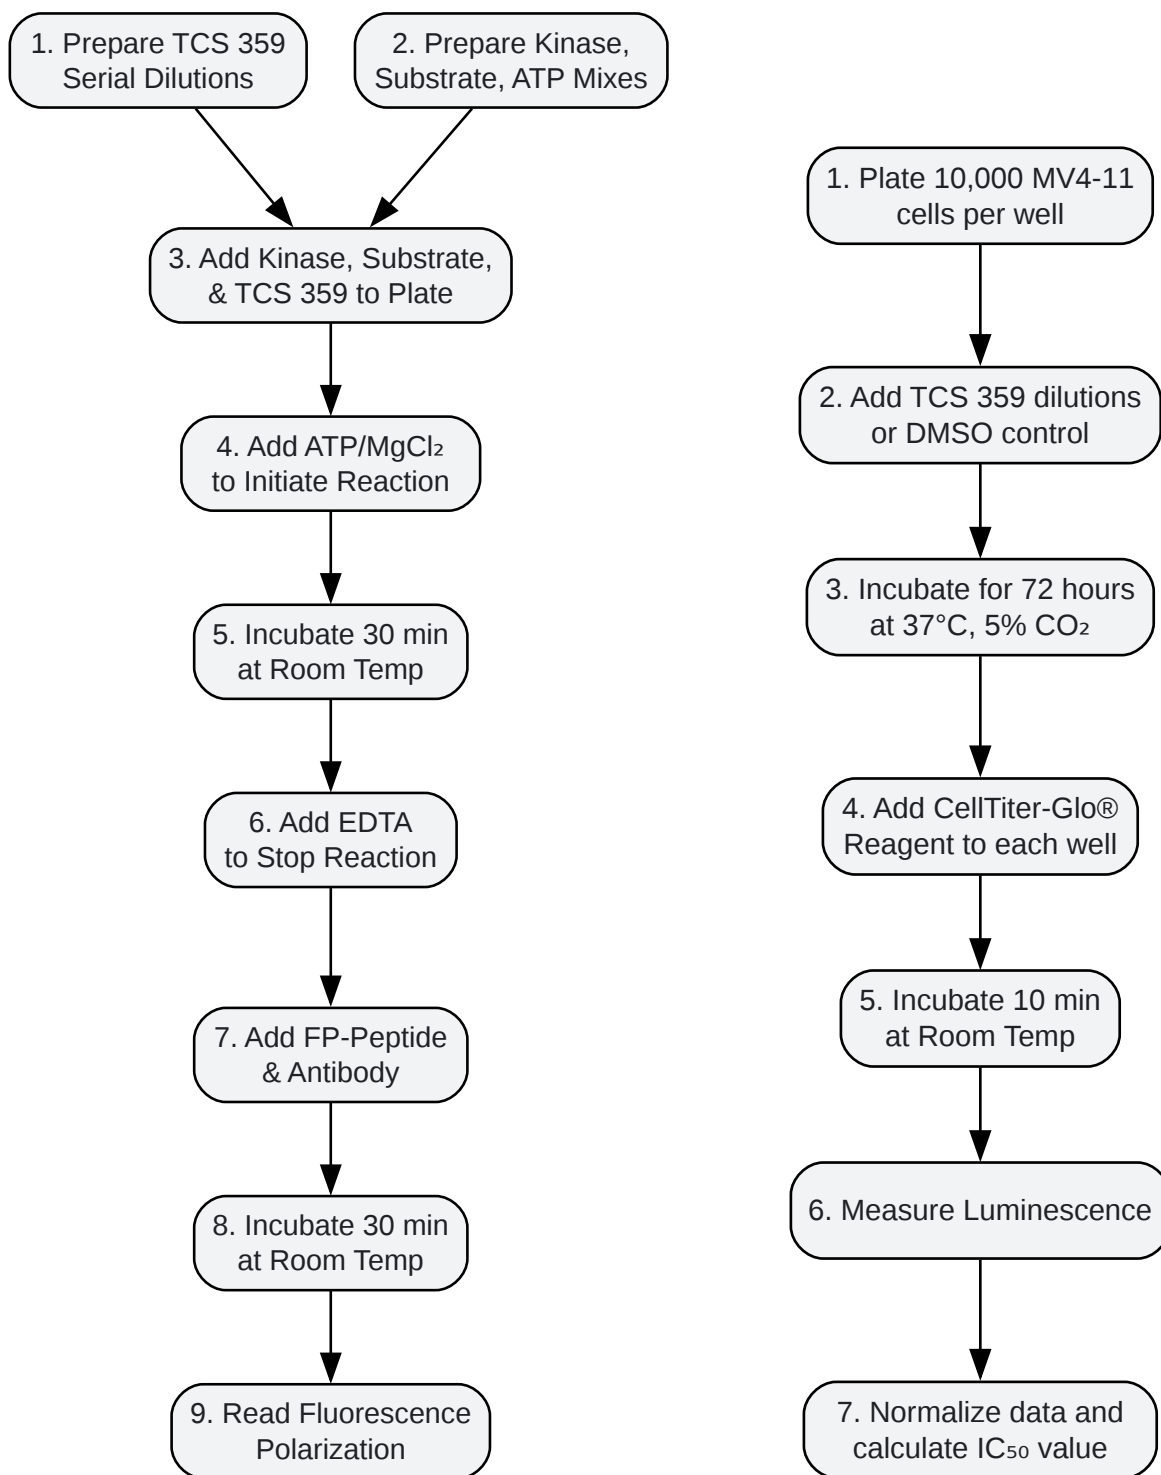 1. Prepare TCS 359
Serial Dilutions
2. Prepare Kinase,
Substrate, ATP Mixes
3. Add Kinase, Substrate,
& TCS 359 to Plate
4. Add ATP/MgCl₂
to Initiate Reaction
5. Incubate 30 min
at Room Temp
6. Add EDTA
to Stop Reaction
7. Add FP-Peptide
& Antibody
8. Incubate 30 min
at Room Temp
9. Read Fluorescence
Polarization
1. Plate 10,000 MV4-11
cells per well
2. Add TCS 359 dilutions
or DMSO control
3. Incubate for 72 hours
at 37°C, 5% CO₂
4. Add CellTiter-Glo®
Reagent to each well
5. Incubate 10 min
at Room Temp
6. Measure Luminescence
7. Normalize data and
calculate IC₅₀ value